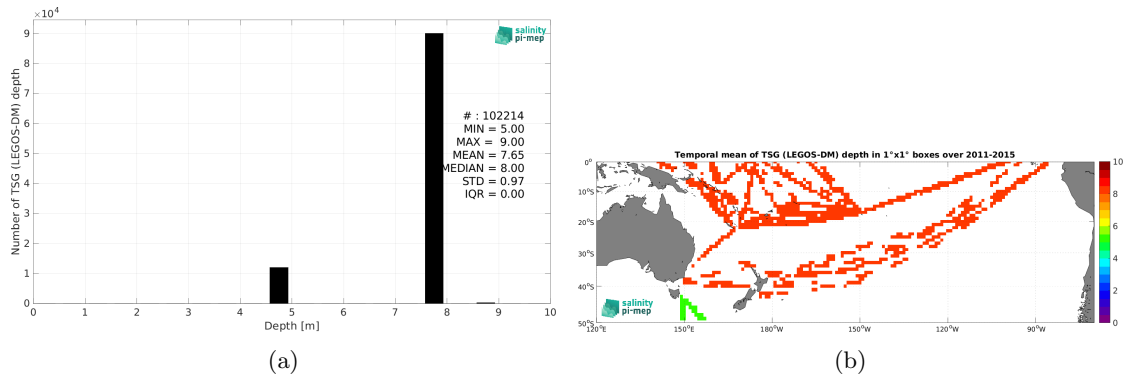 ×10⁴
9
8
7
6
5
4
3
2
1
0
Number of TSG (LEGOS-DM) depth
salinity
pi-mep
# : 102214
MIN = 5.00
MAX = 9.00
MEAN = 7.65
MEDIAN = 8.00
STD = 0.97
IQR = 0.00
0 1 2 3 4 5 6 7 8 9 10
Depth [m]
(a)
Temporal mean of TSG (LEGOS-DM) depth in 1°x1° boxes over 2011-2015
0°
10°S
20°S
30°S
40°S
50°S
salinity
pi-mep
120°E 150°E 180°W 150°W 120°W 90°W
10
8
6
4
2
0
(b)